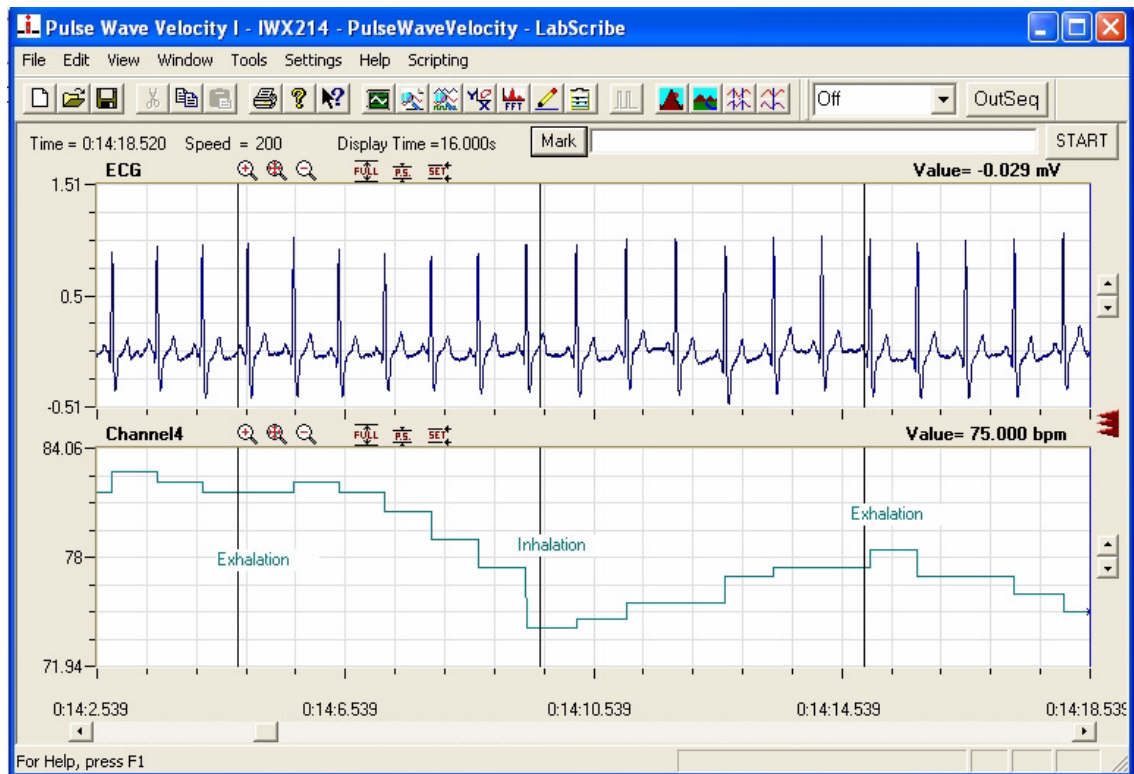 Pulse Wave Velocity I - IWX214 - PulseWaveVelocity - LabScribe
File Edit View Window Tools Settings Help Scripting
Off OutSeq
Time = 0:14:18.520 Speed = 200 Display Time =16.000s Mark START
ECG FULL P.S. SET Value= -0.029 mV
1.51
0.5
-0.51
Channel4 FULL P.S. SET Value= 75.000 bpm
84.06
Exhalation
Inhalation
78
Exhalation
71.94
0:14:2.539 0:14:6.539 0:14:10.539 0:14:14.539 0:14:18.539
For Help, press F1